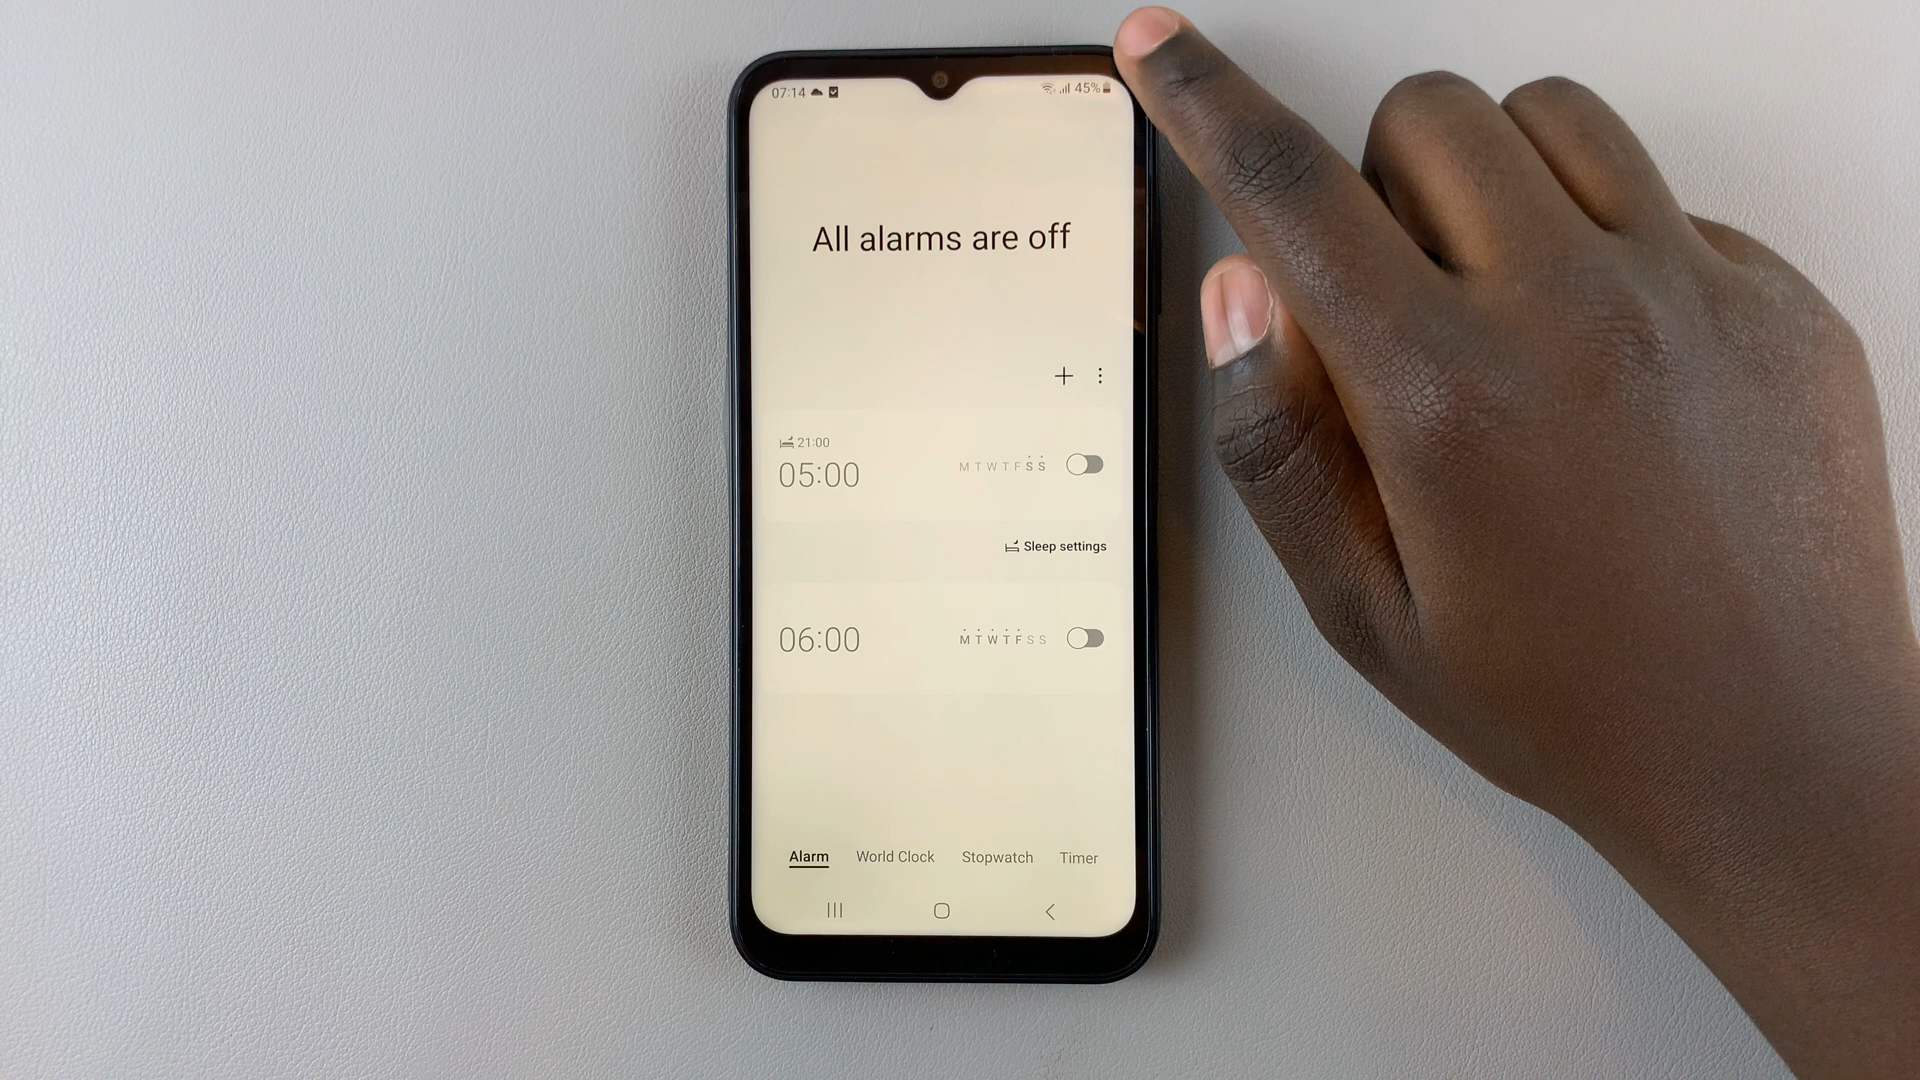 07:14 45%
All alarms are off
21:00
05:00 M T W T F S S
Sleep settings
06:00 M T W T F S S
Alarm World Clock Stopwatch Timer